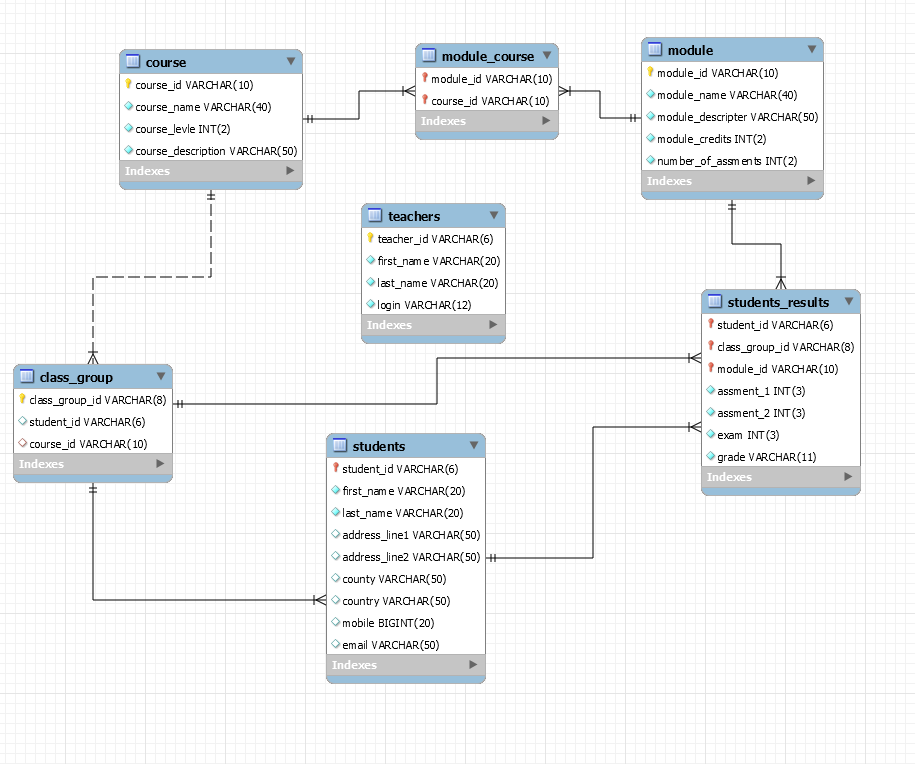 course
course_id VARCHAR(10)
course_name VARCHAR(40)
course_levle INT(2)
course_description VARCHAR(50)
Indexes
module_course
module_id VARCHAR(10)
course_id VARCHAR(10)
Indexes
module
module_id VARCHAR(10)
module_name VARCHAR(40)
module_descripter VARCHAR(50)
module_credits INT(2)
number_of_assments INT(2)
Indexes
teachers
teacher_id VARCHAR(6)
first_name VARCHAR(20)
last_name VARCHAR(20)
login VARCHAR(12)
Indexes
students_results
student_id VARCHAR(6)
class_group_id VARCHAR(8)
module_id VARCHAR(10)
assment_1 INT(3)
assment_2 INT(3)
exam INT(3)
grade VARCHAR(11)
Indexes
class_group
class_group_id VARCHAR(8)
student_id VARCHAR(6)
course_id VARCHAR(10)
Indexes
students
student_id VARCHAR(6)
first_name VARCHAR(20)
last_name VARCHAR(20)
address_line1 VARCHAR(50)
address_line2 VARCHAR(50)
county VARCHAR(50)
country VARCHAR(50)
mobile BIGINT(20)
email VARCHAR(50)
Indexes